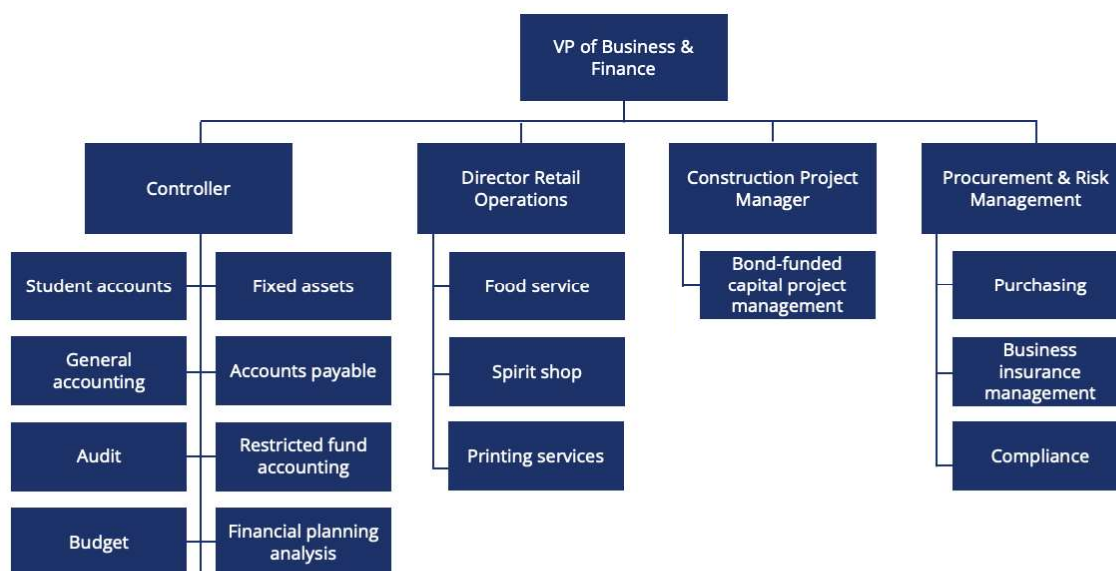 VP of Business &
Finance
Controller
Director Retail
Operations
Construction Project
Manager
Procurement & Risk
Management
Student accounts
Fixed assets
General
accounting
Accounts payable
Audit
Restricted fund
accounting
Budget
Financial planning
analysis
Food service
Spirit shop
Printing services
Bond-funded
capital project
management
Purchasing
Business
insurance
management
Compliance